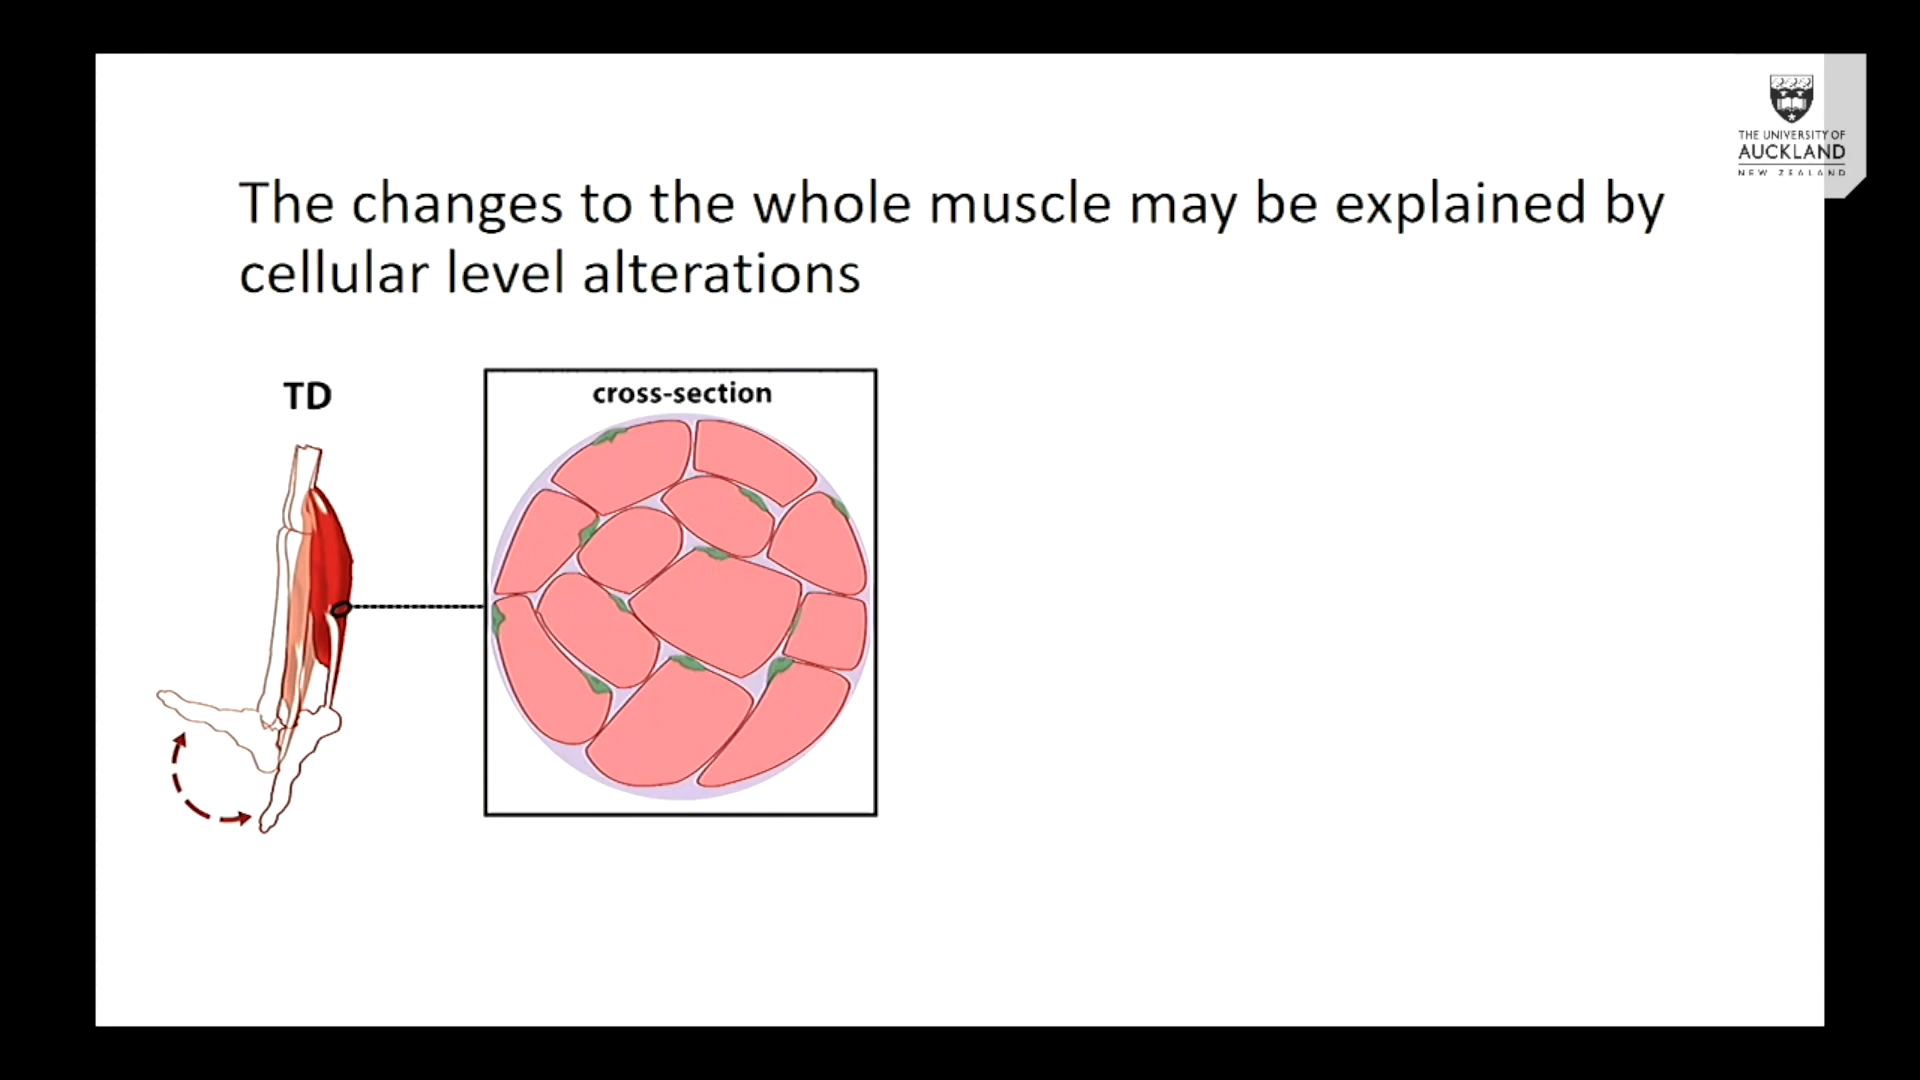 THE UNIVERSITY OF
AUCKLAND
NEW ZEALAND
The changes to the whole muscle may be explained by
cellular level alterations
TD
cross-section